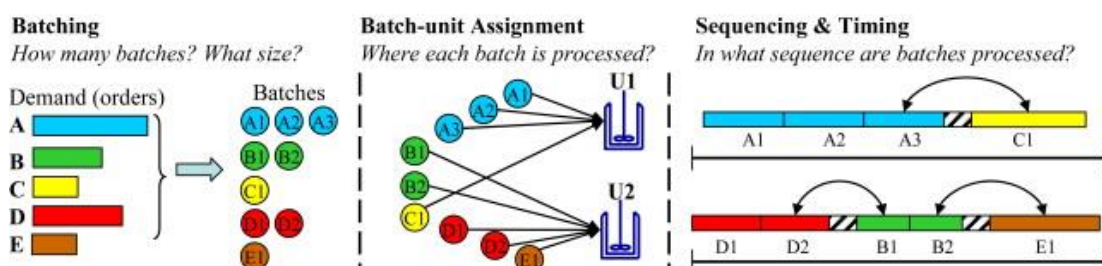 Batching
How many batches? What size?
Demand (orders)
A
B
C
D
E
Batches
A1 A2 A3
B1 B2
C1
D1 D2
E1
Batch-unit Assignment
Where each batch is processed?
U1
A1
A2
A3
B1
B2
U2
C1
D1
D2
E1
Sequencing & Timing
In what sequence are batches processed?
A1 A2 A3 C1
D1 D2 B1 B2 E1